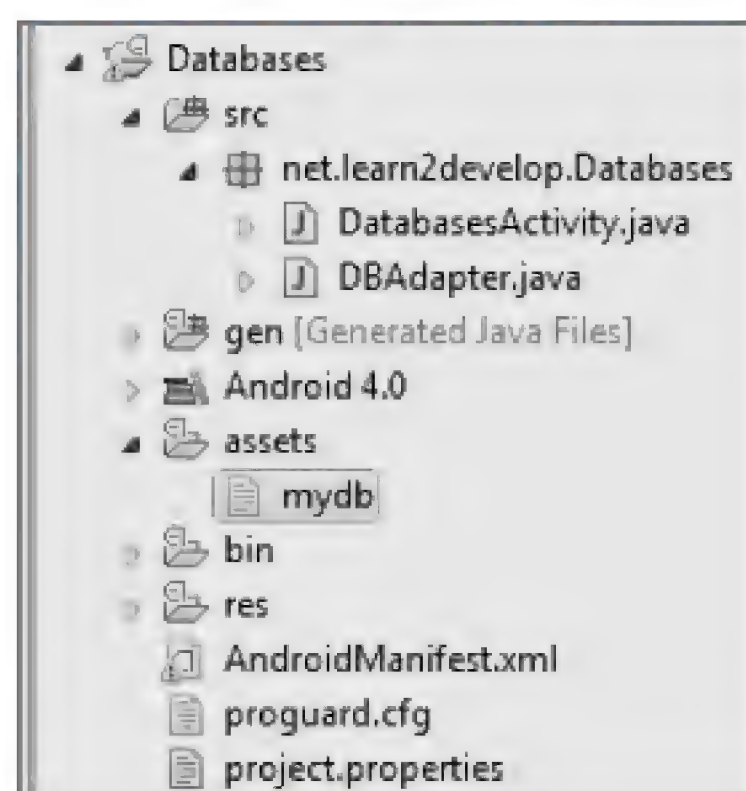 Databases
src
net.learn2develop.Databases
DatabasesActivity.java
DBAdapter.java
gen [Generated Java Files]
Android 4.0
assets
mydb
bin
res
AndroidManifest.xml
proguard.cfg
project.properties